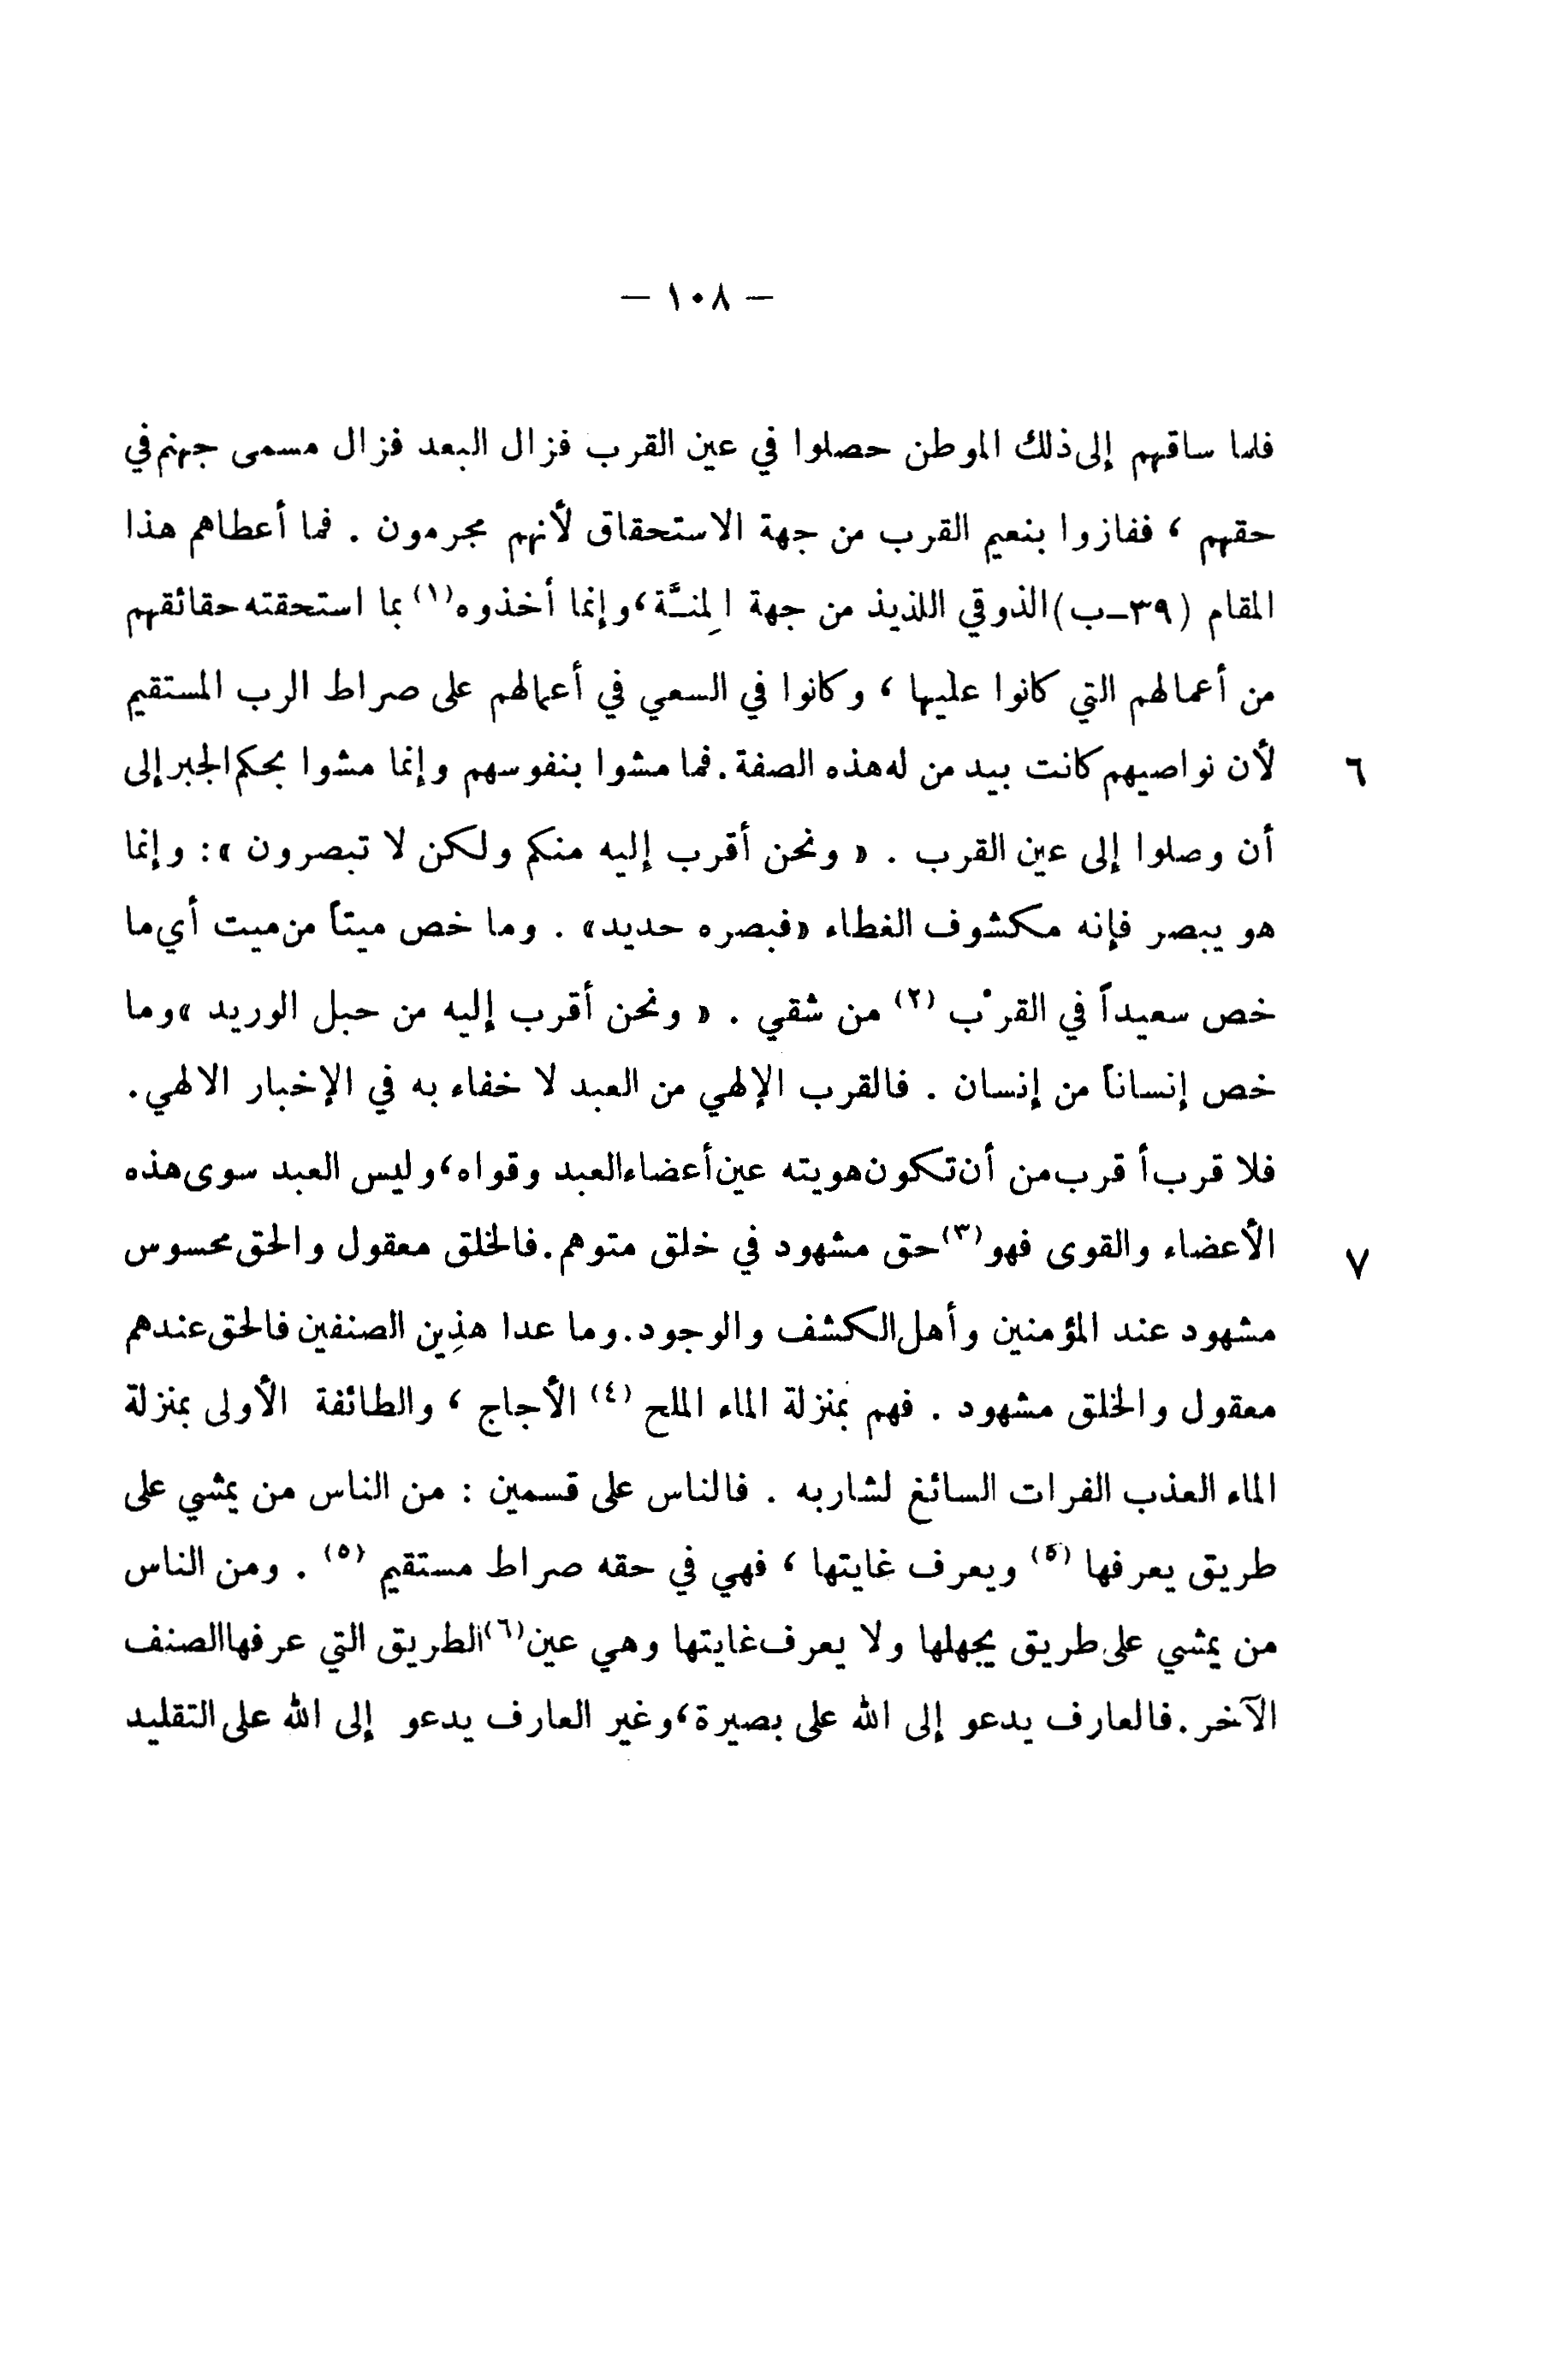 — ١٠٨ —
فلما ساقهم إلى ذلك الموطن حصلوا في عين القرب فزال البعد فزال مسمى جهنم في
حقهم ، ففازوا بنعيم القرب من جهة الاستحقاق لأنهم مجرمون . فما أعطاهم هذا
المقام (٣٩-ب) الذوقي اللذيذ من جهة المِنَّة، وإنما أخذوه(١) بما استحقته حقائقهم
من أعمالهم التي كانوا عليها ، وكانوا في السعي في أعمالهم على صراط الرب المستقيم
لأن نواصيهم كانت بيد من له هذه الصفة. فما مشوا بنفوسهم وإنما مشوا بحكم الجبر إلى ٦
أن وصلوا إلى عين القرب . « ونحن أقرب إليه منكم ولكن لا تبصرون »: وإنما
هو يبصر فإنه مكشوف الغطاء «فبصره حديد» . وما خص ميتاً من ميت أي ما
خص سعيداً في القرْب (٢) من شقي . « ونحن أقرب إليه من حبل الوريد » وما
خص إنساناً من إنسان . فالقرب الإلهي من العبد لا خفاء به في الإخبار الالهي.
فلا قرب أقرب من أن تكون هويته عين أعضاء العبد وقواه، وليس العبد سوى هذه
الأعضاء والقوى فهو(٣) حق مشهود في خلق متوهم. فالخلق معقول والحق محسوس ٧
مشهود عند المؤمنين وأهل الكشف والوجود. وما عدا هذِين الصنفين فالحق عندهم
معقول والخلق مشهود . فهم بمنزلة الماء الملح (٤) الأجاج ، والطائفة الأولى بمنزلة
الماء العذب الفرات السائغ لشاربه . فالناس على قسمين : من الناس من يمشي على
طريق يعرفها (٥) ويعرف غايتها ، فهي في حقه صراط مستقيم (٥) . ومن الناس
من يمشي على طريق يجهلها ولا يعرف غايتها وهي عين(٦) الطريق التي عرفها الصنف
الآخر. فالعارف يدعو إلى الله على بصيرة، وغير العارف يدعو إلى الله على التقليد